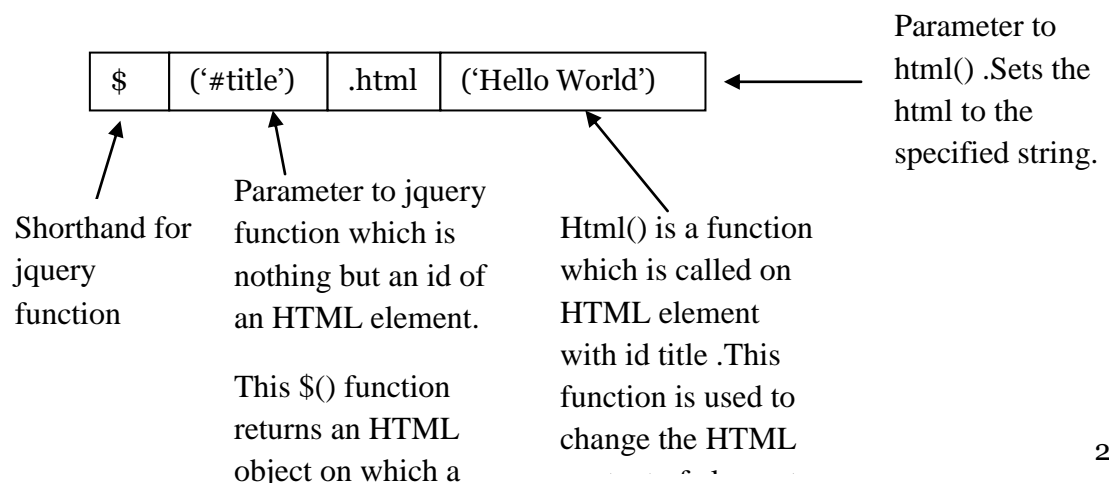 $ (‘#title’) .html (‘Hello World’)
Parameter to
html() .Sets the
html to the
specified string.
Shorthand for
jquery
function
Parameter to jquery
function which is
nothing but an id of
an HTML element.
This $() function
returns an HTML
object on which a
Html() is a function
which is called on
HTML element
with id title .This
function is used to
change the HTML
2